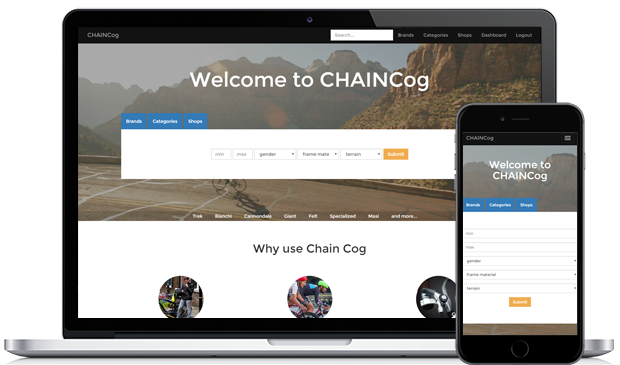 CHAINCog
Search...
Brands Categories Shops Dashboard Logout
Welcome to CHAINCog
Brands Categories Shops
min max gender frame mate terrain Submit
Trek Bianchi Cannondale Giant Felt Specialized Masi and more...
Why use Chain Cog
CHAINCog
Welcome to
CHAINCog
Brands Categories Shops
min
max
gender
frame material
terrain
Submit